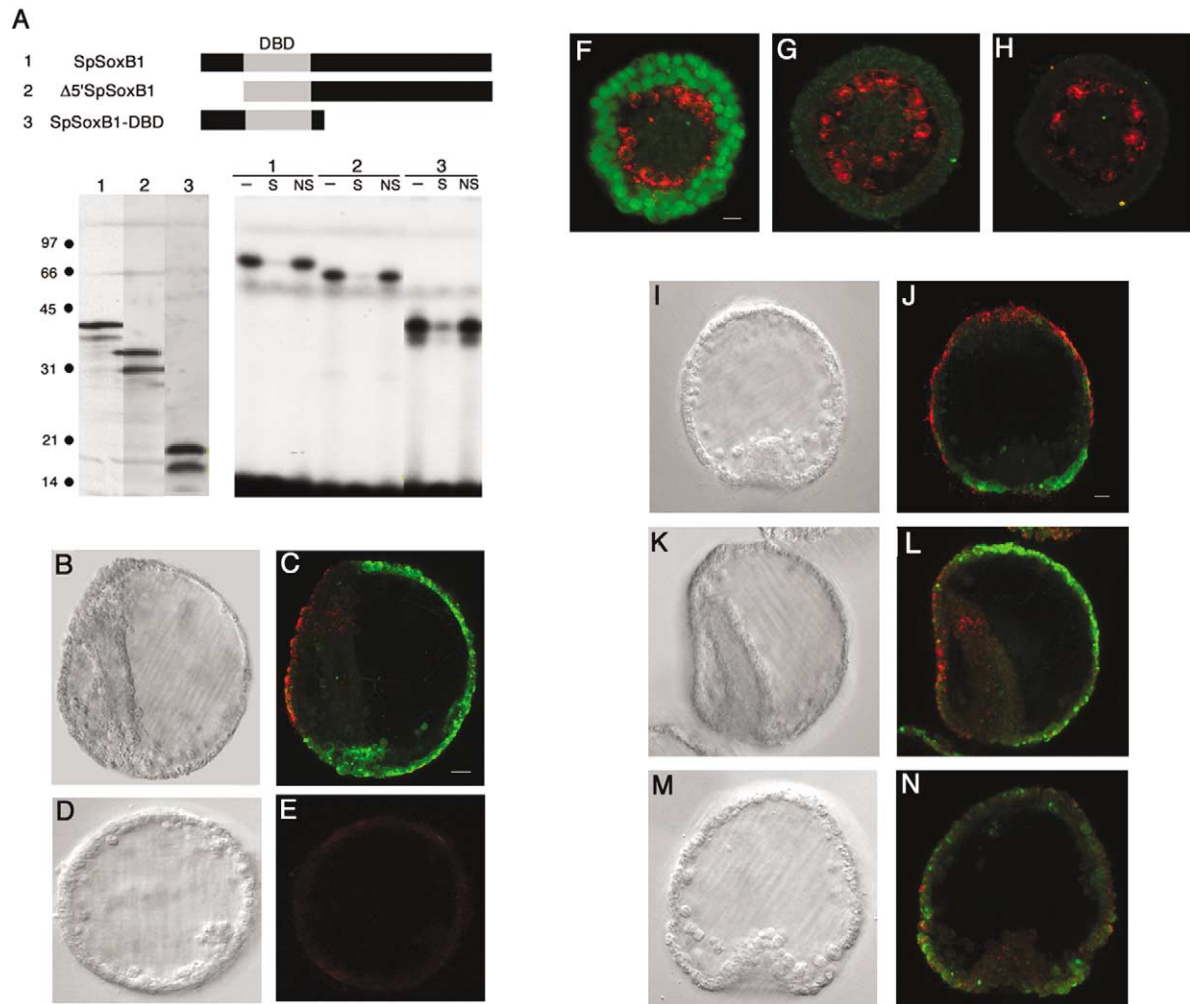 A
DBD
1 SpSoxB1
2 Δ5'SpSoxB1
3 SpSoxB1-DBD
1 2 3
1 2 3
– S NS – S NS – S NS
97
66
45
31
21
14
B
C
D
E
F
G
H
I
J
K
L
M
N